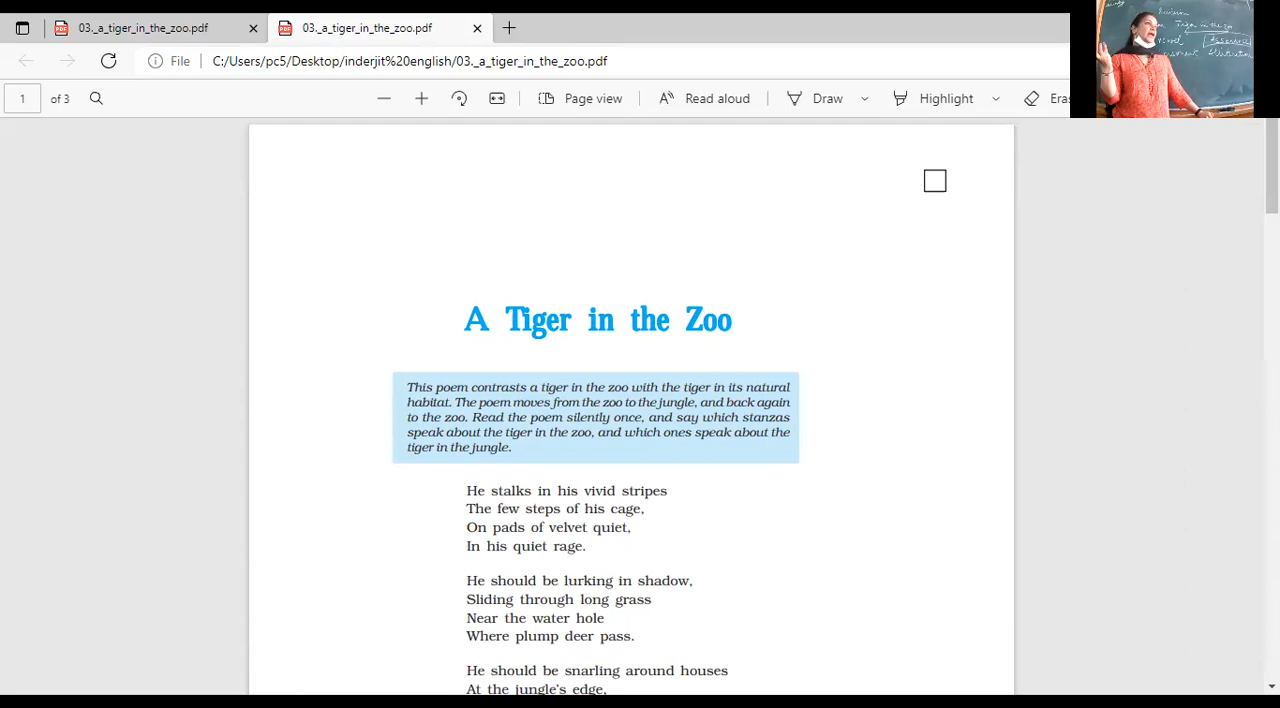 03._a_tiger_in_the_zoo.pdf
03._a_tiger_in_the_zoo.pdf
File
C:/Users/pc5/Desktop/inderjit%20english/03._a_tiger_in_the_zoo.pdf
1 of 3
Page view
Read aloud
Draw
Highlight
Eras
Tiger in the Zoo
A Tiger in the Zoo
This poem contrasts a tiger in the zoo with the tiger in its natural
habitat. The poem moves from the zoo to the jungle, and back again
to the zoo. Read the poem silently once, and say which stanzas
speak about the tiger in the zoo, and which ones speak about the
tiger in the jungle.
He stalks in his vivid stripes
The few steps of his cage,
On pads of velvet quiet,
In his quiet rage.
He should be lurking in shadow,
Sliding through long grass
Near the water hole
Where plump deer pass.
He should be snarling around houses
At the jungle's edge,